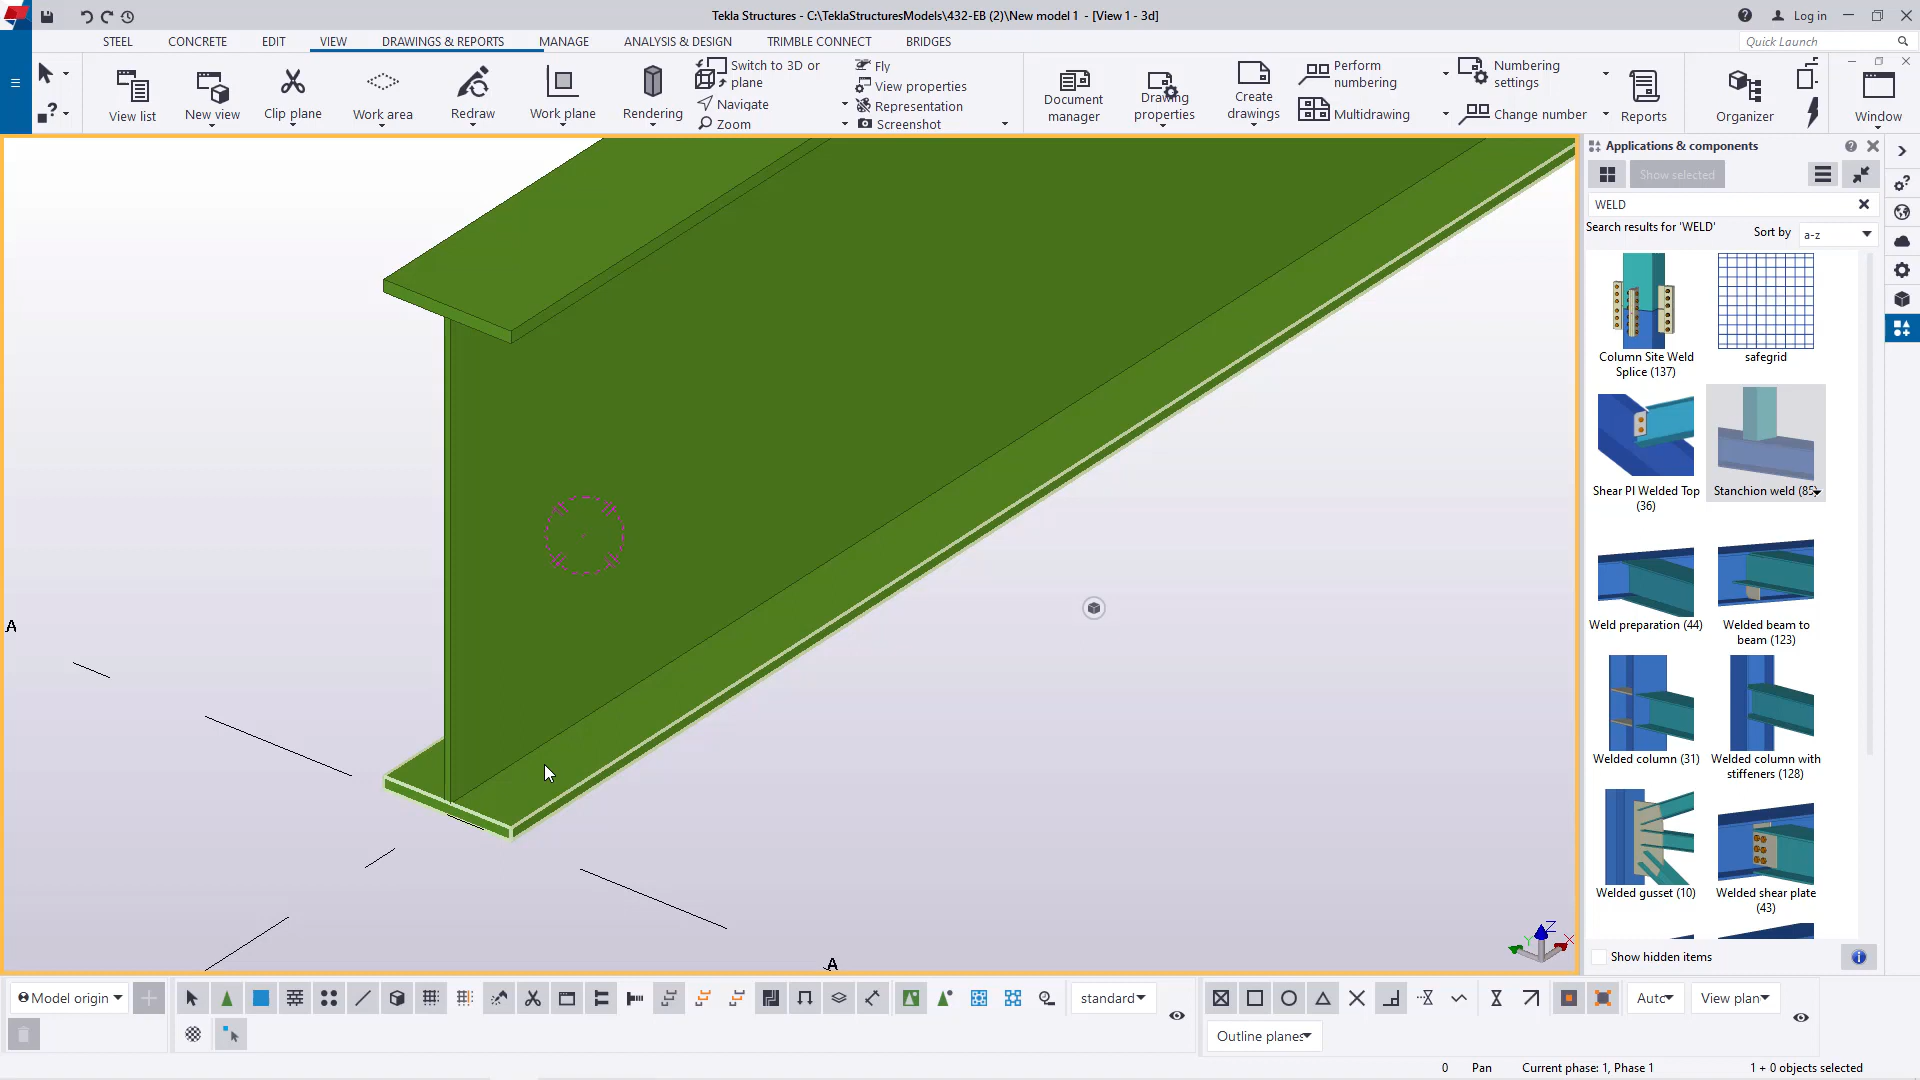 Tekla Structures - C:\TeklaStructuresModels\432-EB (2)\New model 1 - [View 1 - 3d]
Log in
STEEL CONCRETE EDIT VIEW DRAWINGS & REPORTS MANAGE ANALYSIS & DESIGN TRIMBLE CONNECT BRIDGES
Quick Launch
View list
New view
Clip plane
Work area
Redraw
Work plane
Rendering
Switch to 3D or
plane
Navigate
Zoom
Fly
View properties
Representation
Screenshot
Document
manager
Drawing
properties
Create
drawings
Perform
numbering
Multidrawing
Numbering
settings
Change number
Reports
Organizer
Window
Applications & components
Show selected
WELD
Search results for 'WELD'
Sort by
a-z
Column Site Weld
Splice (137)
safegrid
Shear Pl Welded Top
(36)
Stanchion weld (85)
Weld preparation (44)
Welded beam to
beam (123)
Welded column (31)
Welded column with
stiffeners (128)
Welded gusset (10)
Welded shear plate
(43)
Show hidden items
A
A
Z
Y
X
Model origin
standard
Auto
View plan
Outline planes
0
Pan
Current phase: 1, Phase 1
1 + 0 objects selected